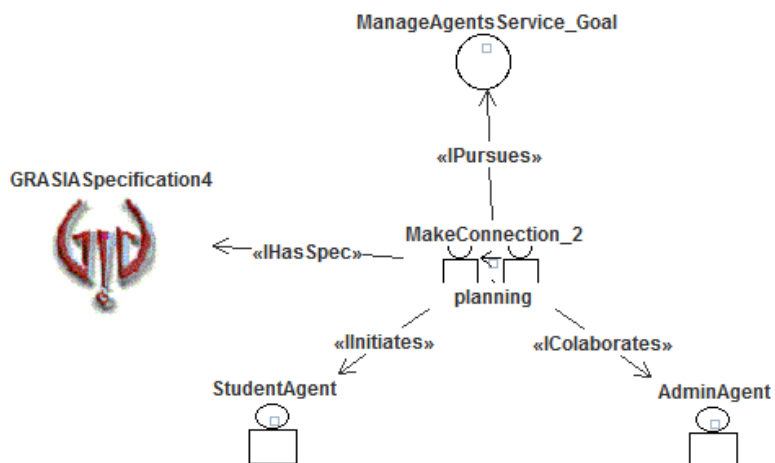 ManageAgentsService_Goal
«IPursues»
GRASIASpecification4
MakeConnection_2
«IHasSpec»
planning
«IInitiates»
«IColaborates»
StudentAgent
AdminAgent